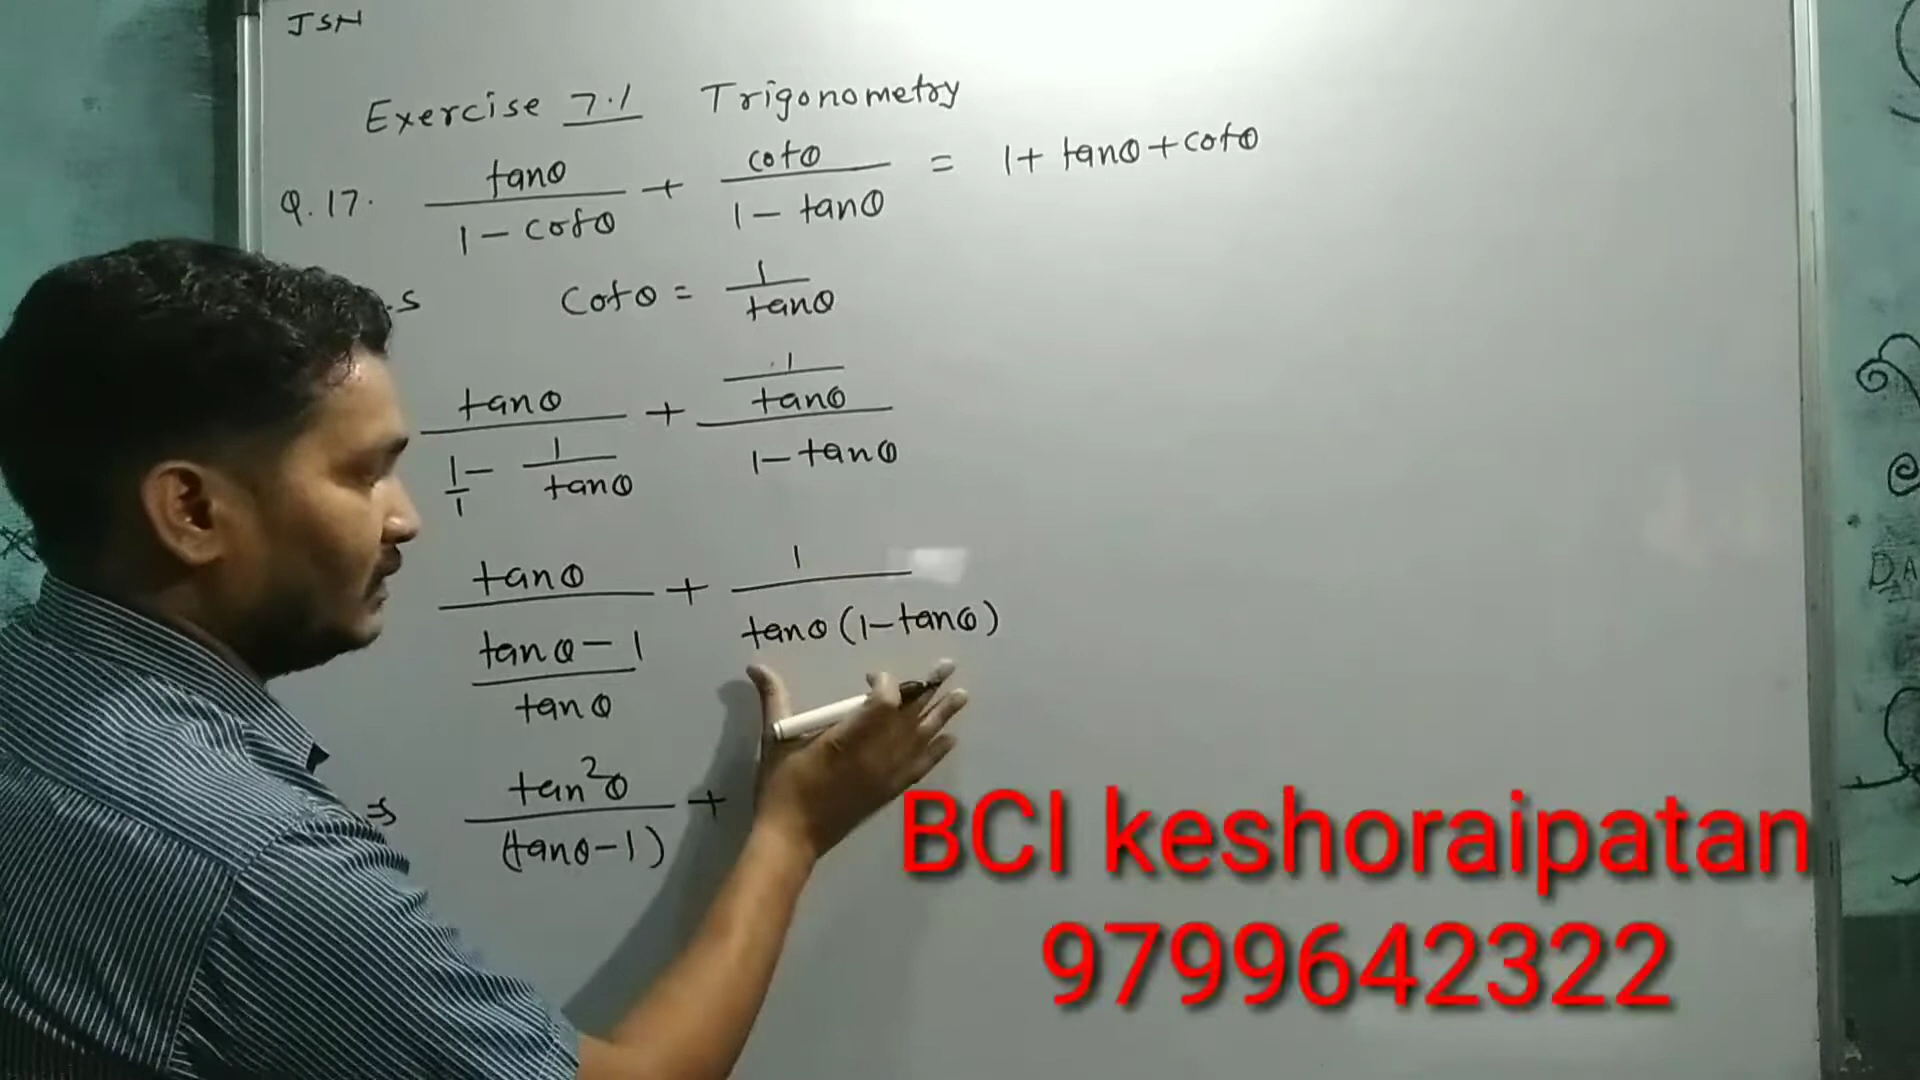 JSN
Exercise 7.1 Trigonometry
Q.17. tanθ / (1 - cotθ) + cotθ / (1 - tanθ) = 1 + tanθ + cotθ
.s cotθ = 1 / tanθ
tanθ / (1/1 - 1/tanθ) + (1/tanθ) / (1 - tanθ)
tanθ / ((tanθ - 1) / tanθ) + 1 / (tanθ (1 - tanθ))
⇒ tan²θ / (tanθ - 1) +
BCI keshoraipatan
9799642322